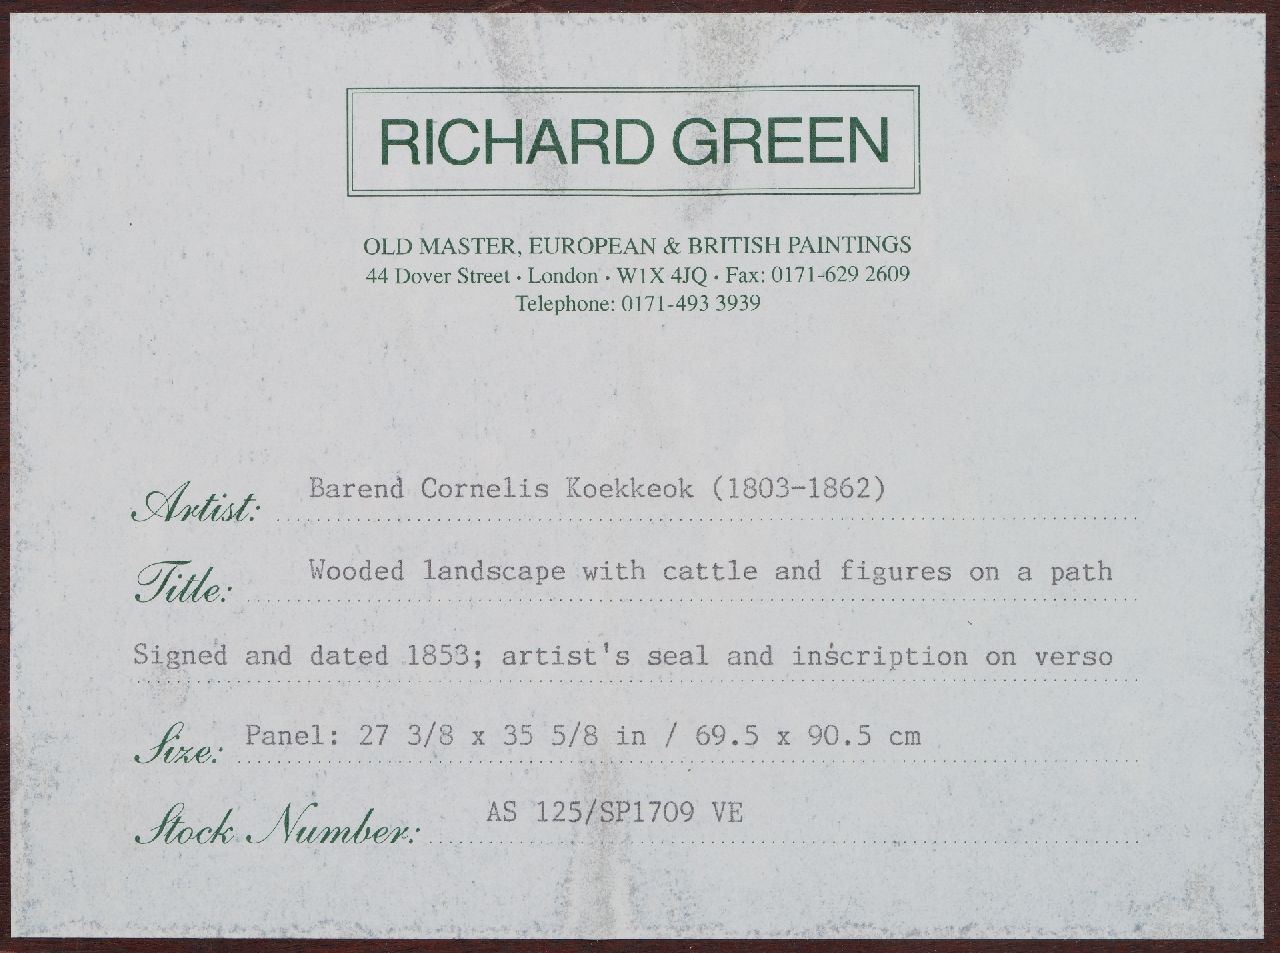 RICHARD GREEN
OLD MASTER, EUROPEAN & BRITISH PAINTINGS
44 Dover Street · London · W1X 4JQ · Fax: 0171-629 2609
Telephone: 0171-493 3939
Artist: Barend Cornelis Koekkeok (1803-1862)
Title: Wooded landscape with cattle and figures on a path
Signed and dated 1853; artist's seal and inscription on verso
Size: Panel: 27 3/8 x 35 5/8 in / 69.5 x 90.5 cm
Stock Number: AS 125/SP1709 VE